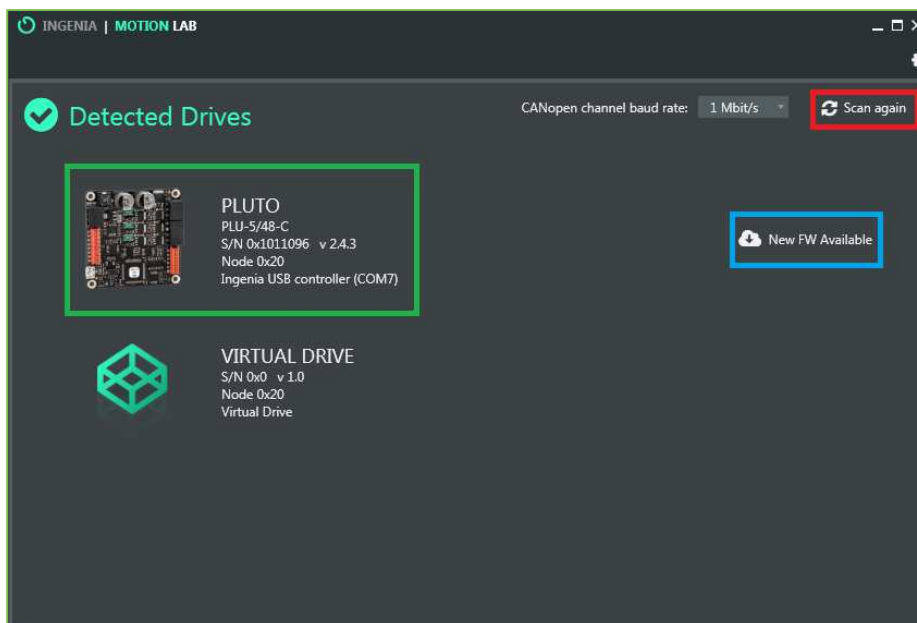 INGENIA | MOTION LAB
Detected Drives
CANopen channel baud rate: 1 Mbit/s
Scan again
PLUTO
PLU-5/48-C
S/N 0x1011096 v 2.4.3
Node 0x20
Ingenia USB controller (COM7)
New FW Available
VIRTUAL DRIVE
S/N 0x0 v 1.0
Node 0x20
Virtual Drive